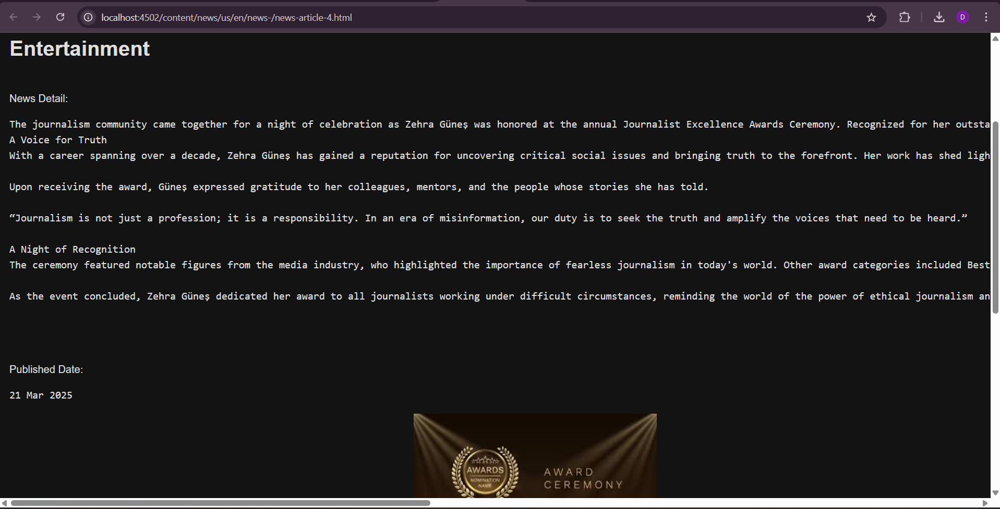 localhost:4502/content/news/us/en/news-/news-article-4.html
D
Entertainment
News Detail:
The journalism community came together for a night of celebration as Zehra Güneş was honored at the annual Journalist Excellence Awards Ceremony. Recognized for her outsta
A Voice for Truth
With a career spanning over a decade, Zehra Güneş has gained a reputation for uncovering critical social issues and bringing truth to the forefront. Her work has shed ligh
Upon receiving the award, Güneş expressed gratitude to her colleagues, mentors, and the people whose stories she has told.
“Journalism is not just a profession; it is a responsibility. In an era of misinformation, our duty is to seek the truth and amplify the voices that need to be heard.”
A Night of Recognition
The ceremony featured notable figures from the media industry, who highlighted the importance of fearless journalism in today's world. Other award categories included Best
As the event concluded, Zehra Güneş dedicated her award to all journalists working under difficult circumstances, reminding the world of the power of ethical journalism an
Published Date:
21 Mar 2025
AWARDS
NOMINATION
NAME
AWARD
CEREMONY